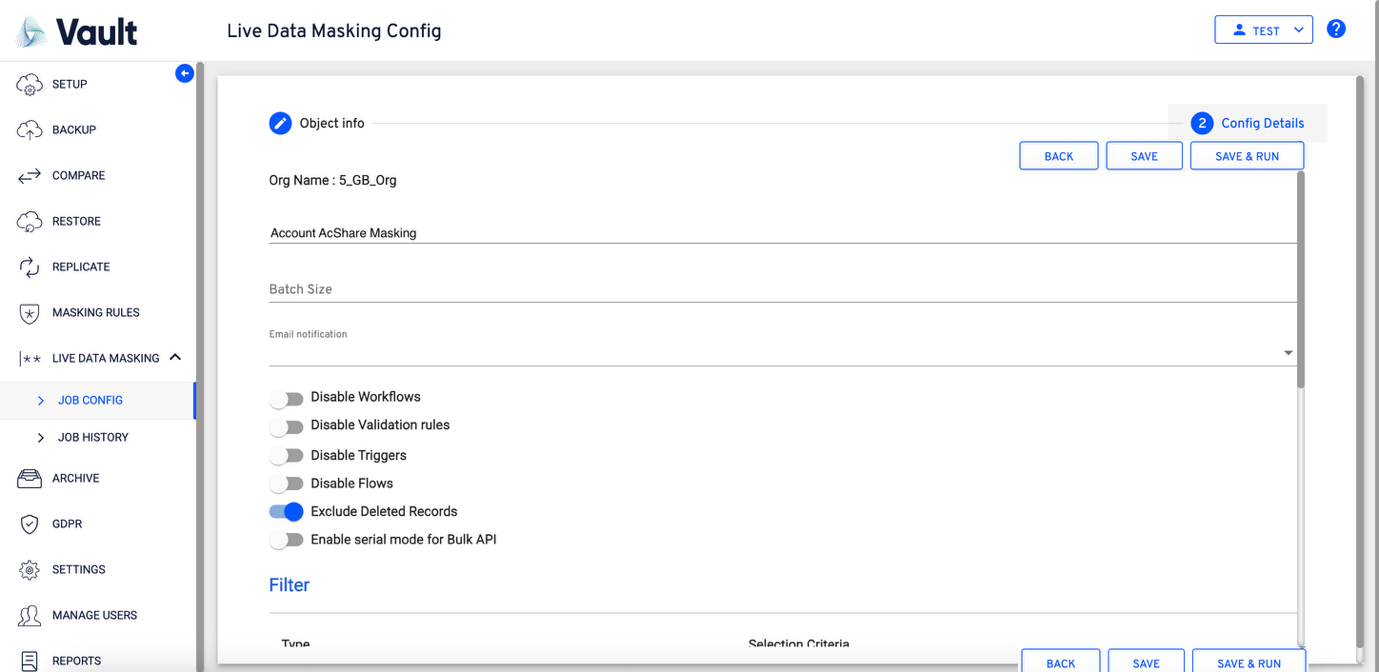 Vault
Live Data Masking Config
TEST
?
SETUP
BACKUP
COMPARE
RESTORE
REPLICATE
MASKING RULES
|** LIVE DATA MASKING
JOB CONFIG
JOB HISTORY
ARCHIVE
GDPR
SETTINGS
MANAGE USERS
REPORTS
Object info
2 Config Details
BACK SAVE SAVE & RUN
Org Name : 5_GB_Org
Account AcShare Masking
Batch Size
Email notification
Disable Workflows
Disable Validation rules
Disable Triggers
Disable Flows
Exclude Deleted Records
Enable serial mode for Bulk API
Filter
Type Selection Criteria
BACK SAVE SAVE & RUN